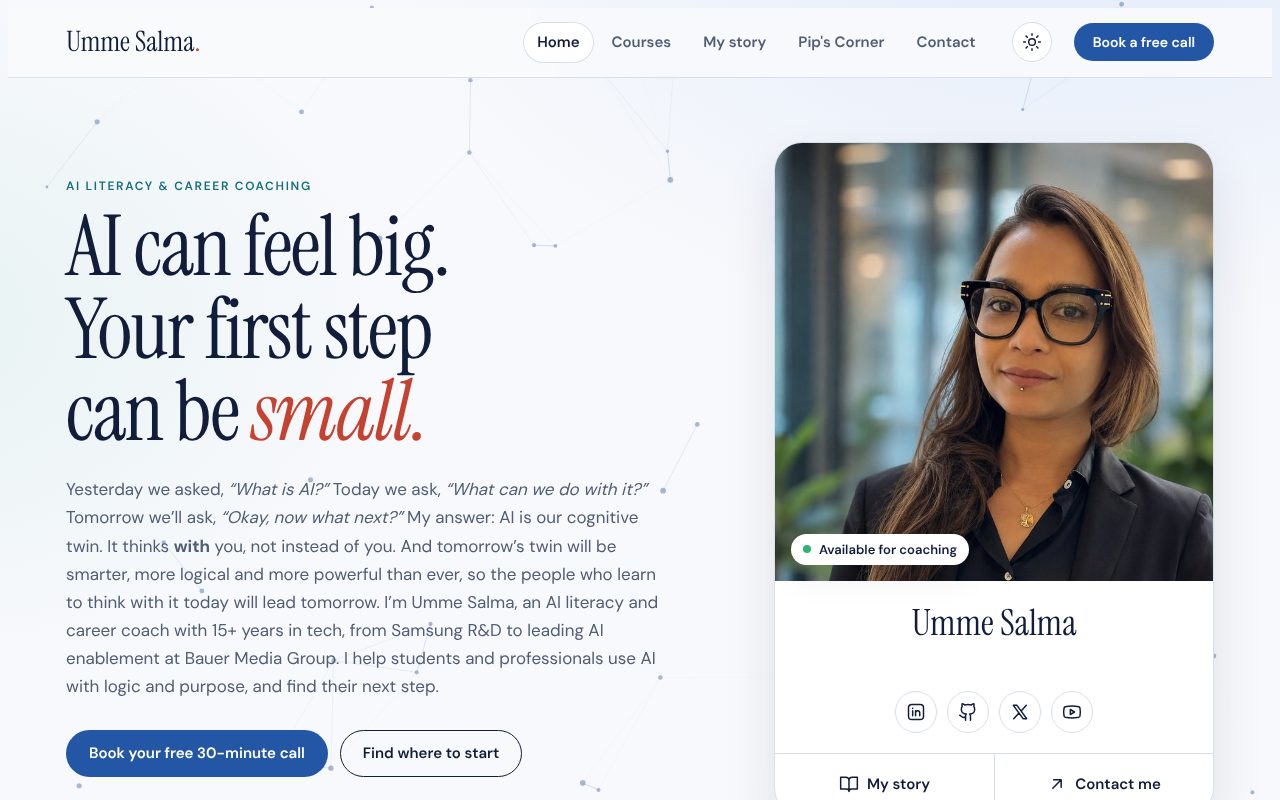 Umme Salma.
Home
Courses
My story
Pip's Corner
Contact
Book a free call
AI LITERACY & CAREER COACHING
AI can feel big.
Your first step
can be small.
Yesterday we asked, “What is AI?” Today we ask, “What can we do with it?”
Tomorrow we’ll ask, “Okay, now what next?” My answer: AI is our cognitive
twin. It thinks with you, not instead of you. And tomorrow’s twin will be
smarter, more logical and more powerful than ever, so the people who learn
to think with it today will lead tomorrow. I’m Umme Salma, an AI literacy and
career coach with 15+ years in tech, from Samsung R&D to leading AI
enablement at Bauer Media Group. I help students and professionals use AI
with logic and purpose, and find their next step.
Book your free 30-minute call
Find where to start
Available for coaching
Umme Salma
My story
Contact me